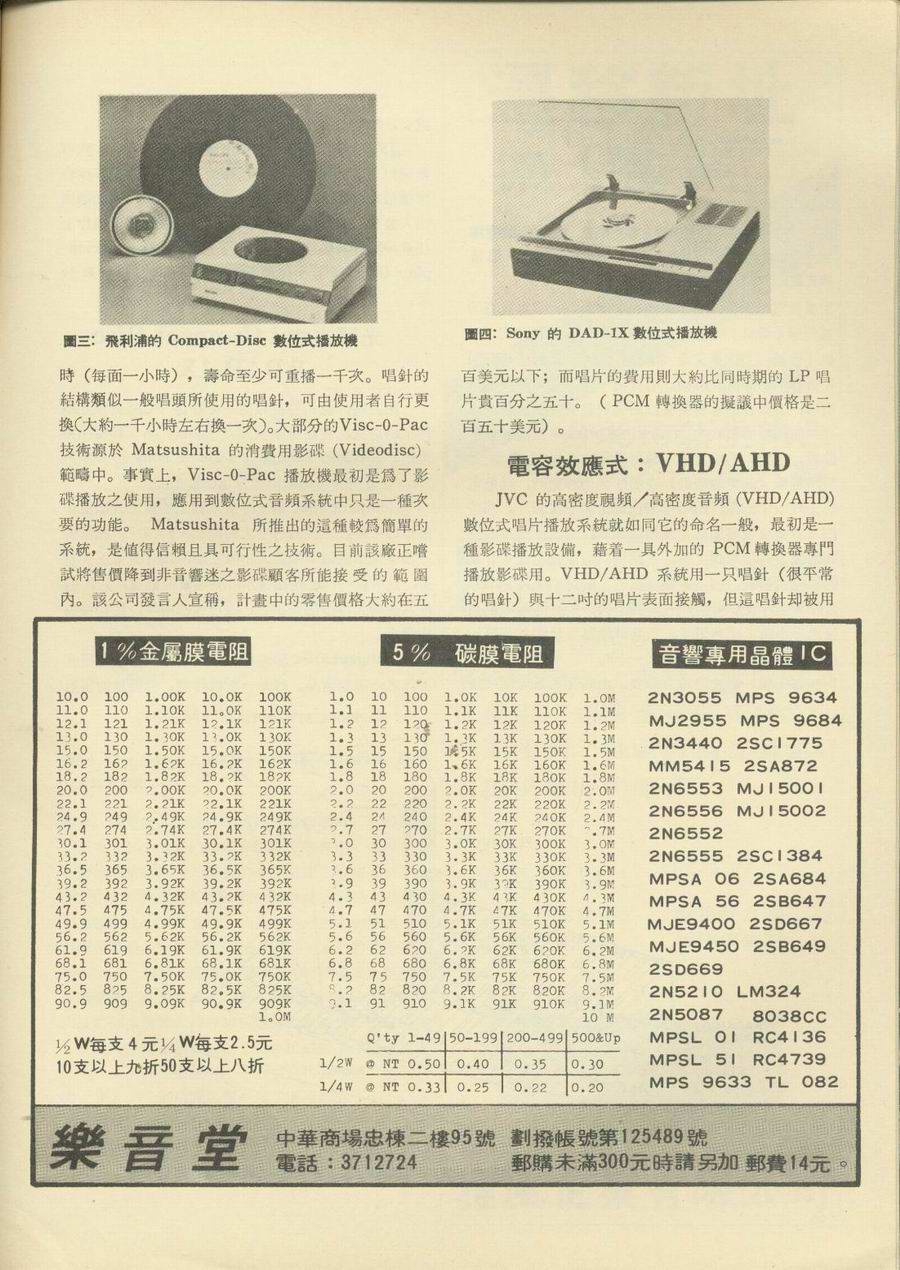 圖三：飛利浦的 Compact-Disc 數位式播放機
時（每面一小時），壽命至少可重播一千次。唱針的
結構類似一般唱頭所使用的唱針，可由使用者自行更
換（大約一千小時左右換一次）。大部分的Visc-0-Pac
技術源於 Matsushita 的消費用影碟 (Videodisc)
範疇中。事實上，Visc-0-Pac 播放機最初是爲了影
碟播放之使用，應用到數位式音頻系統中只是一種次
要的功能。 Matsushita 所推出的這種較爲簡單的
系統，是值得信賴且具可行性之技術。目前該廠正嚐
試將售價降到非音響迷之影碟顧客所能接受的範圍
內。該公司發言人宣稱，計畫中的零售價格大約在五
圖四：Sony 的 DAD-1X 數位式播放機
百美元以下；而唱片的費用則大約比同時期的 LP 唱
片貴百分之五十。（ PCM 轉換器的擬議中價格是二
百五十美元）。
電容效應式：VHD/AHD
JVC 的高密度視頻／高密度音頻 (VHD/AHD)
數位式唱片播放系統就如同它的命名一般，最初是一
種影碟播放設備，藉着一具外加的 PCM 轉換器專門
播放影碟用。VHD/AHD 系統用一只唱針（很平常
的唱針）與十二吋的唱片表面接觸，但這唱針却被用
1%金屬膜電阻
10.0 100 1.00K 10.0K 100K
11.0 110 1.10K 11.0K 110K
12.1 121 1.21K 12.1K 121K
13.0 130 1.30K 13.0K 130K
15.0 150 1.50K 15.0K 150K
16.2 162 1.62K 16.2K 162K
18.2 182 1.82K 18.2K 182K
20.0 200 2.00K 20.0K 200K
22.1 221 2.21K 22.1K 221K
24.9 249 2.49K 24.9K 249K
27.4 274 2.74K 27.4K 274K
30.1 301 3.01K 30.1K 301K
33.2 332 3.32K 33.2K 332K
36.5 365 3.65K 36.5K 365K
39.2 392 3.92K 39.2K 392K
43.2 432 4.32K 43.2K 432K
47.5 475 4.75K 47.5K 475K
49.9 499 4.99K 49.9K 499K
56.2 562 5.62K 56.2K 562K
61.9 619 6.19K 61.9K 619K
68.1 681 6.81K 68.1K 681K
75.0 750 7.50K 75.0K 750K
82.5 825 8.25K 82.5K 825K
90.9 909 9.09K 90.9K 909K
1.0M
½W每支4元¼W每支2.5元
10支以上九折50支以上八折
5% 碳膜電阻
1.0 10 100 1.0K 10K 100K 1.0M
1.1 11 110 1.1K 11K 110K 1.1M
1.2 12 120 1.2K 12K 120K 1.2M
1.3 13 130 1.3K 13K 130K 1.3M
1.5 15 150 1.5K 15K 150K 1.5M
1.6 16 160 1.6K 16K 160K 1.6M
1.8 18 180 1.8K 18K 180K 1.8M
2.0 20 200 2.0K 20K 200K 2.0M
2.2 22 220 2.2K 22K 220K 2.2M
2.4 24 240 2.4K 24K 240K 2.4M
2.7 27 270 2.7K 27K 270K 2.7M
3.0 30 300 3.0K 30K 300K 3.0M
3.3 33 330 3.3K 33K 330K 3.3M
3.6 36 360 3.6K 36K 360K 3.6M
3.9 39 390 3.9K 39K 390K 3.9M
4.3 43 430 4.3K 43K 430K 4.3M
4.7 47 470 4.7K 47K 470K 4.7M
5.1 51 510 5.1K 51K 510K 5.1M
5.6 56 560 5.6K 56K 560K 5.6M
6.2 62 620 6.2K 62K 620K 6.2M
6.8 68 680 6.8K 68K 680K 6.8M
7.5 75 750 7.5K 75K 750K 7.5M
8.2 82 820 8.2K 82K 820K 8.2M
9.1 91 910 9.1K 91K 910K 9.1M
10 M
Q'ty 1-49 50-199 200-499 500&Up
1/2W @ NT 0.50 0.40 0.35 0.30
1/4W @ NT 0.33 0.25 0.22 0.20
音響專用晶體IC
2N3055 MPS 9634
MJ2955 MPS 9684
2N3440 2SC1775
MM5415 2SA872
2N6553 MJ15001
2N6556 MJ15002
2N6552
2N6555 2SC1384
MPSA 06 2SA684
MPSA 56 2SB647
MJE9400 2SD667
MJE9450 2SB649
2SD669
2N5210 LM324
2N5087 8038CC
MPSL 01 RC4136
MPSL 51 RC4739
MPS 9633 TL 082
樂音堂
中華商場忠棟二樓95號 劃撥帳號第125489號
電話：3712724 郵購未滿300元時請另加郵費14元。